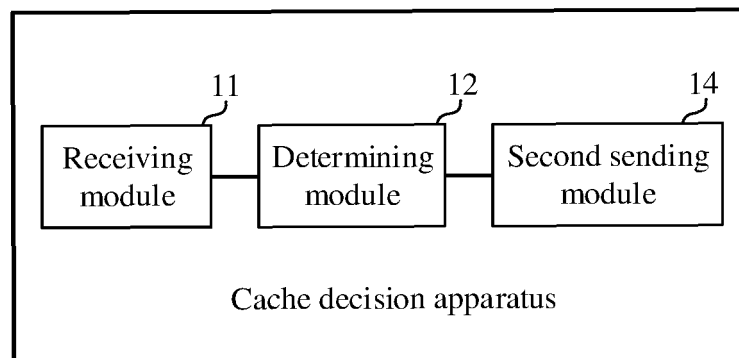 11
12
14
Receiving
module
Determining
module
Second sending
module
Cache decision apparatus